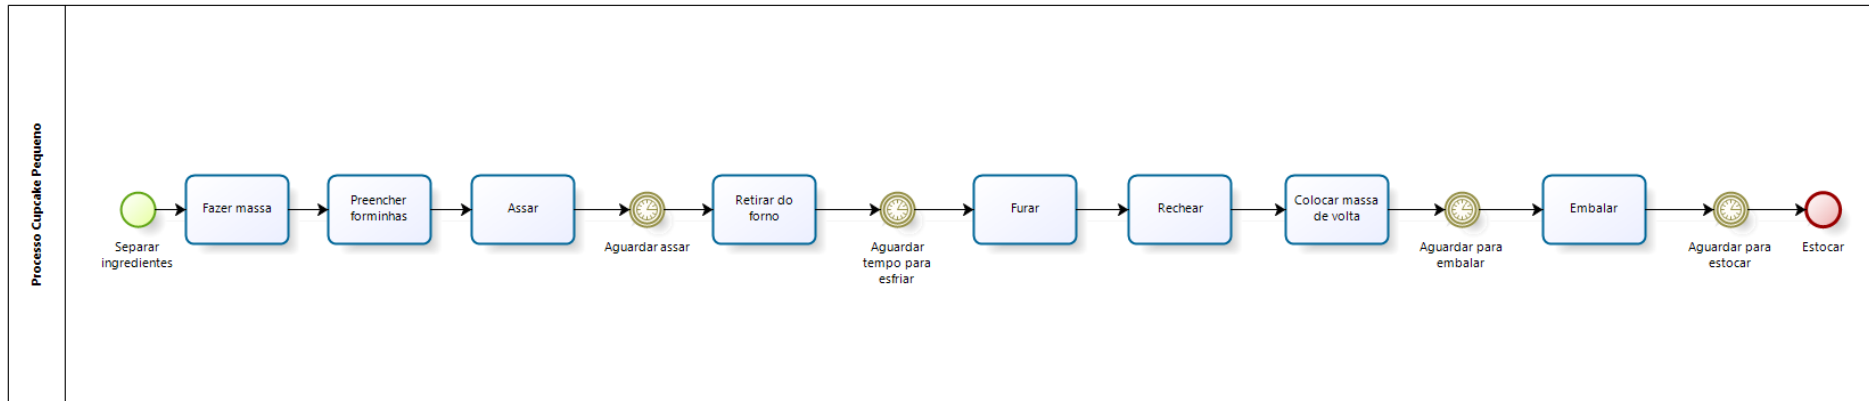 Processo Cupcake Pequeno
Separar
ingredientes
Fazer massa
Preencher
forminhas
Assar
Aguardar assar
Retirar do
forno
Aguardar
tempo para
esfriar
Furar
Rechear
Colocar massa
de volta
Aguardar para
embalar
Embalar
Aguardar para
estocar
Estocar